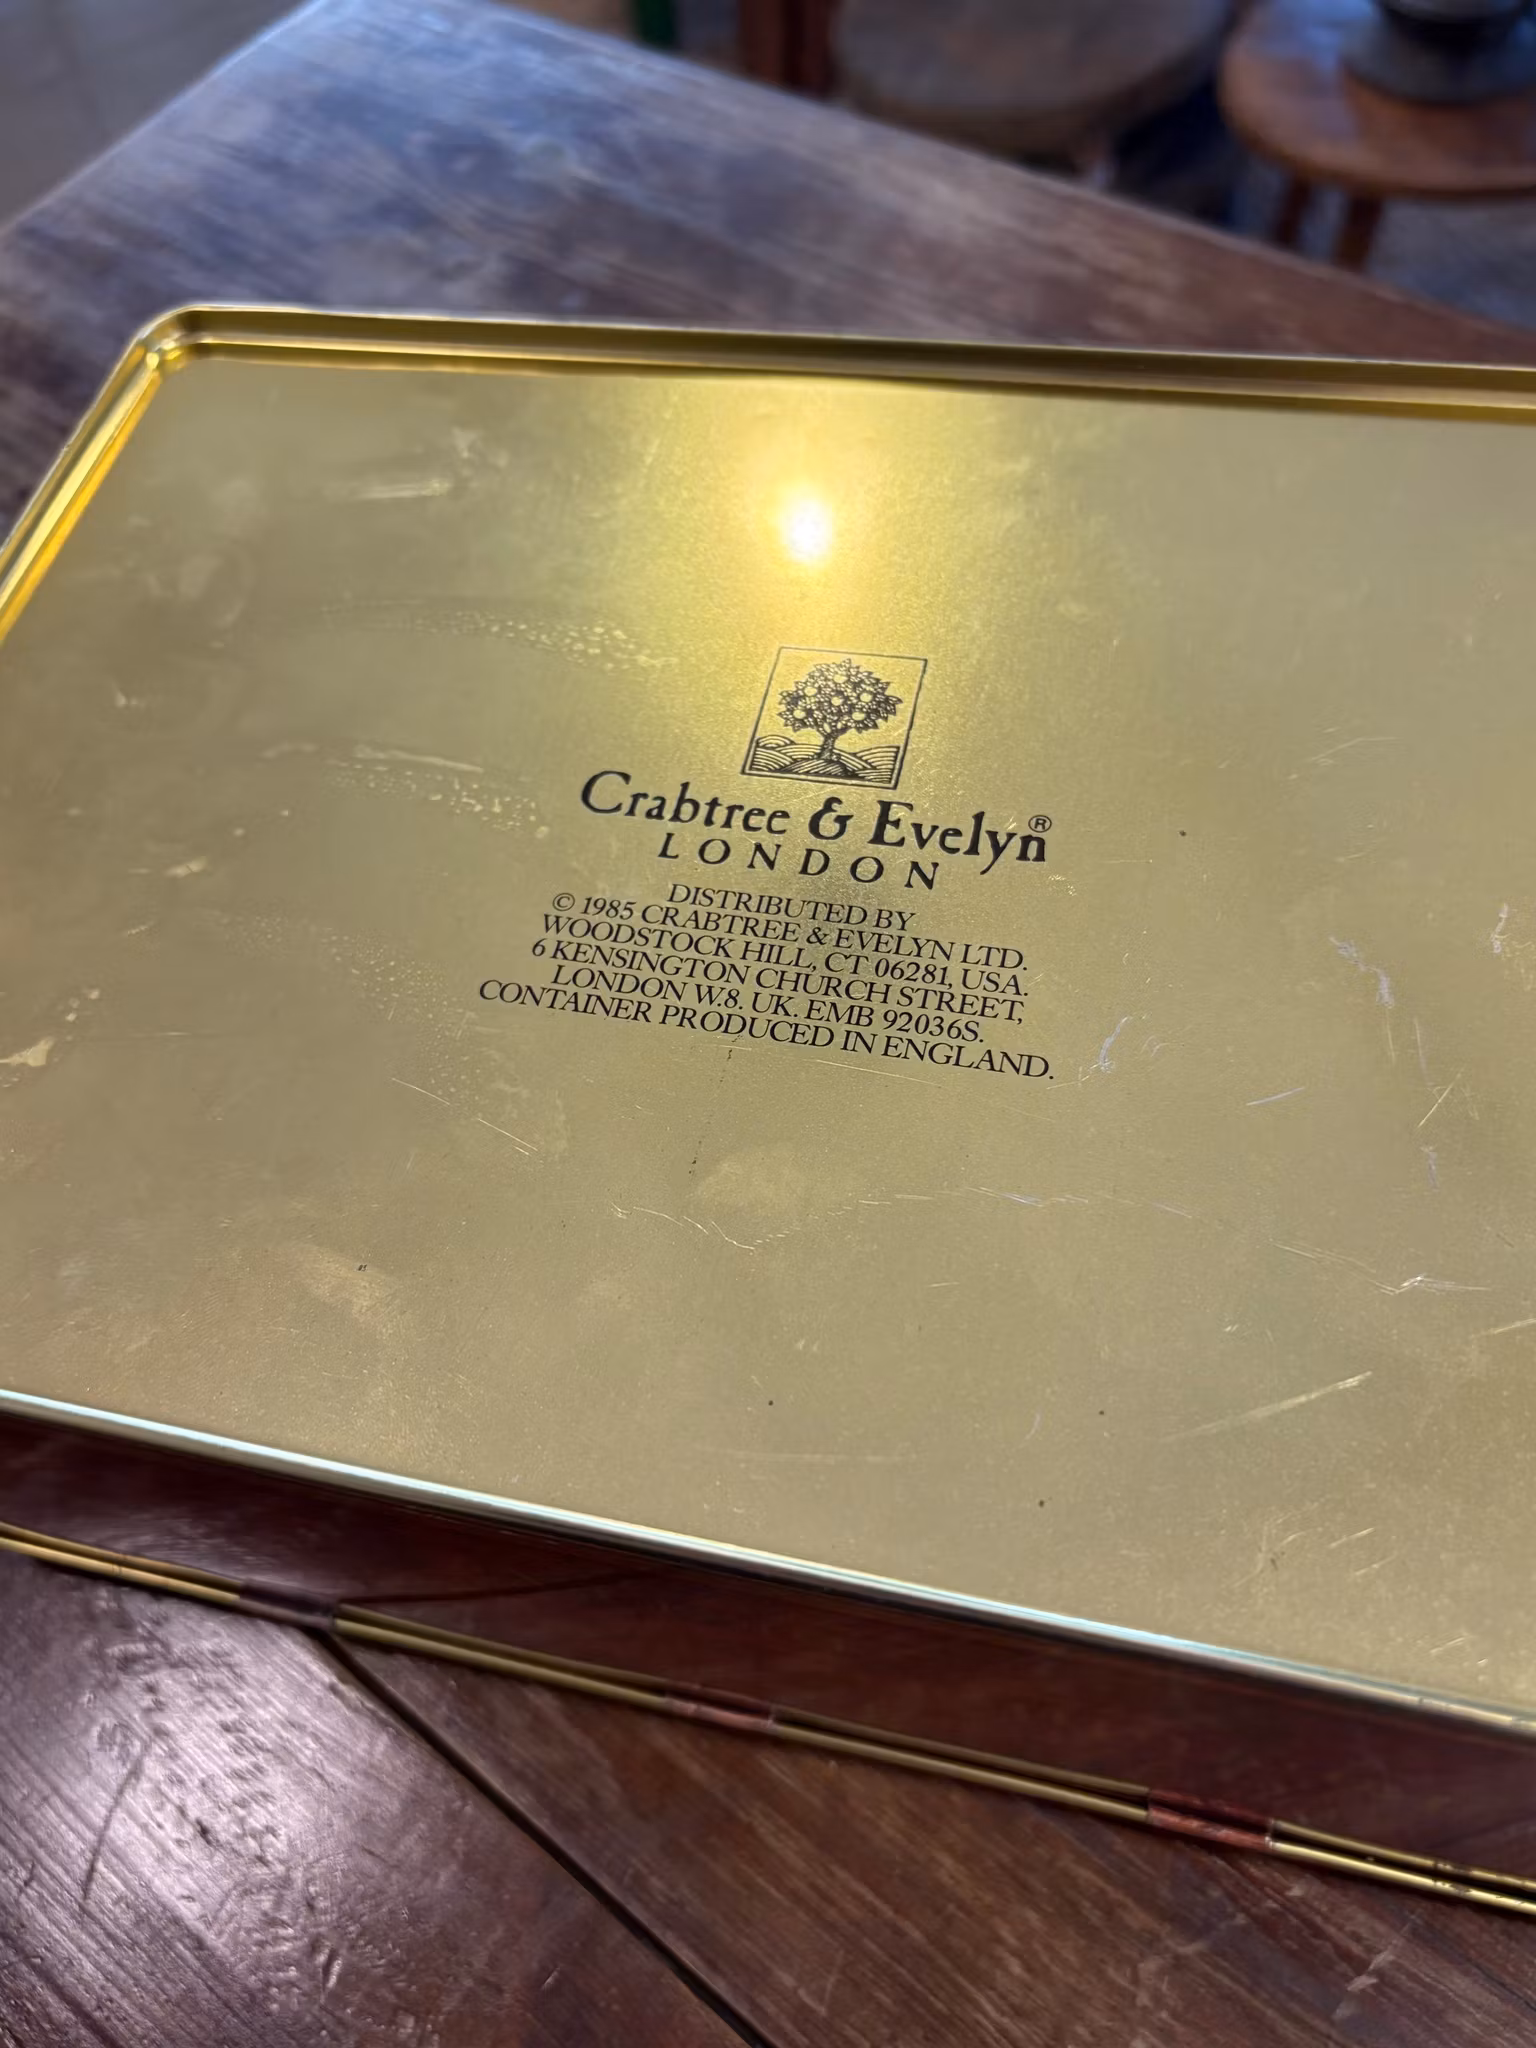 Crabtree & Evelyn®
LONDON
DISTRIBUTED BY
© 1985 CRABTREE & EVELYN LTD.
WOODSTOCK HILL, CT 06281, USA.
6 KENSINGTON CHURCH STREET,
LONDON W.8. UK. EMB 92036S.
CONTAINER PRODUCED IN ENGLAND.